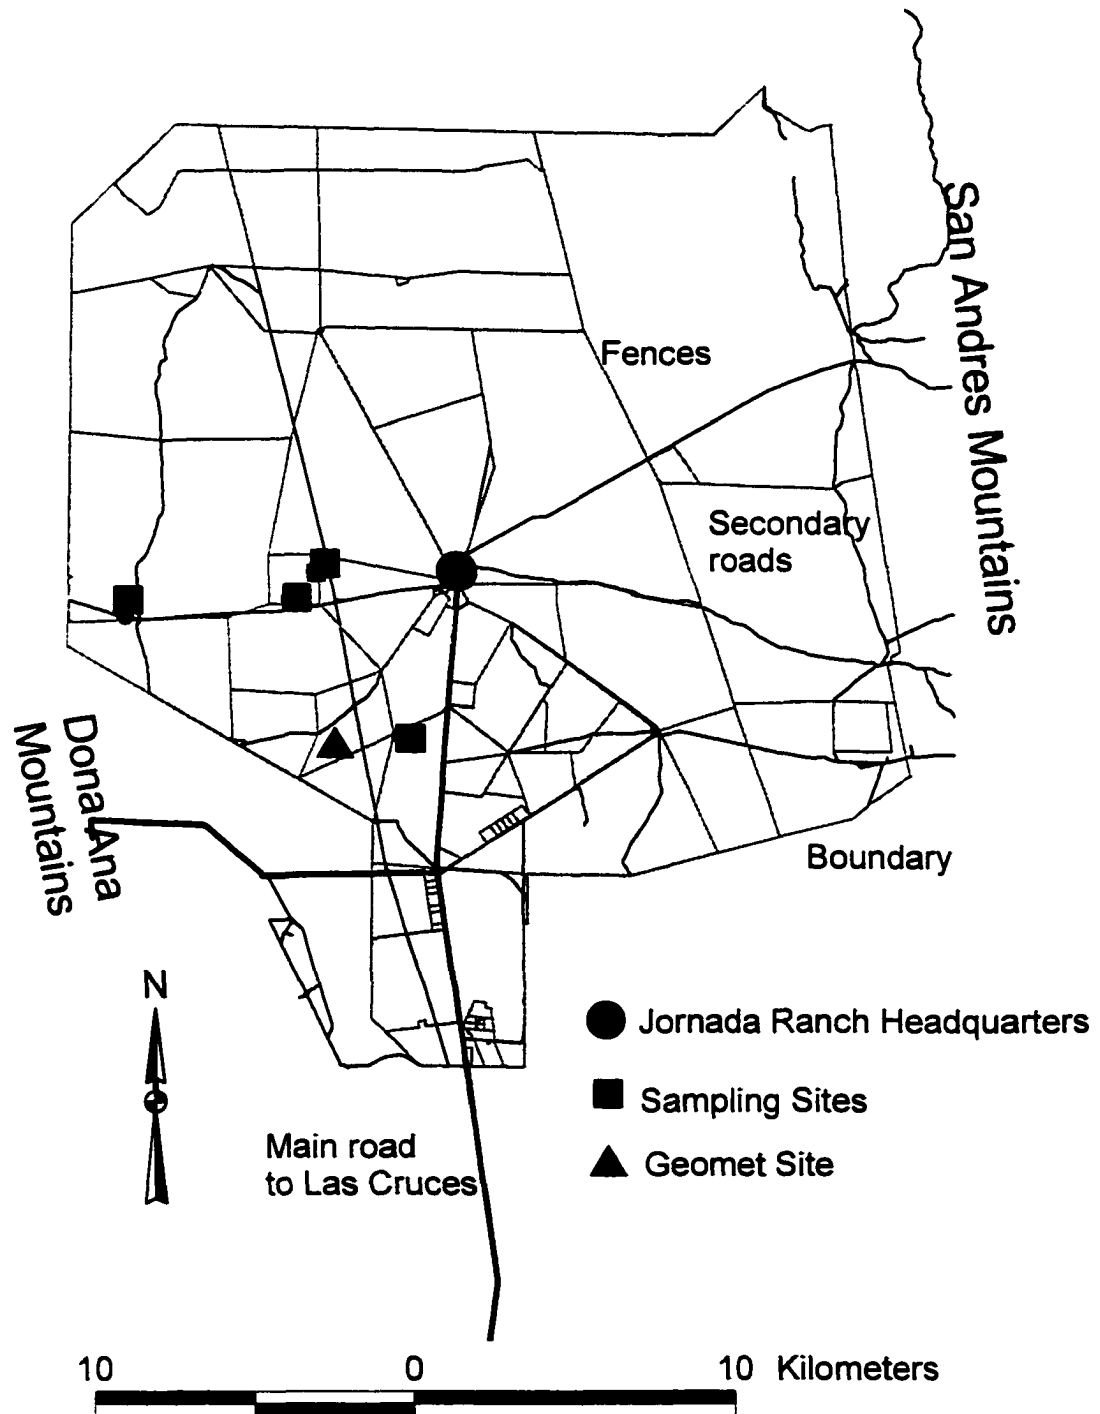 San Andres Mountains
Fences
Secondary
roads
Dona Ana
Mountains
Boundary
N
Jornada Ranch Headquarters
Sampling Sites
Geomet Site
Main road
to Las Cruces
10 0 10 Kilometers